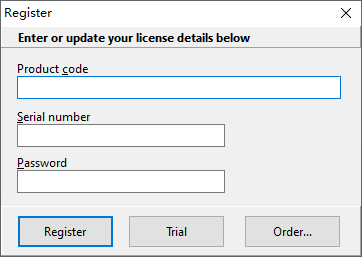 Register
Enter or update your license details below
Product code
Serial number
Password
Register
Trial
Order...